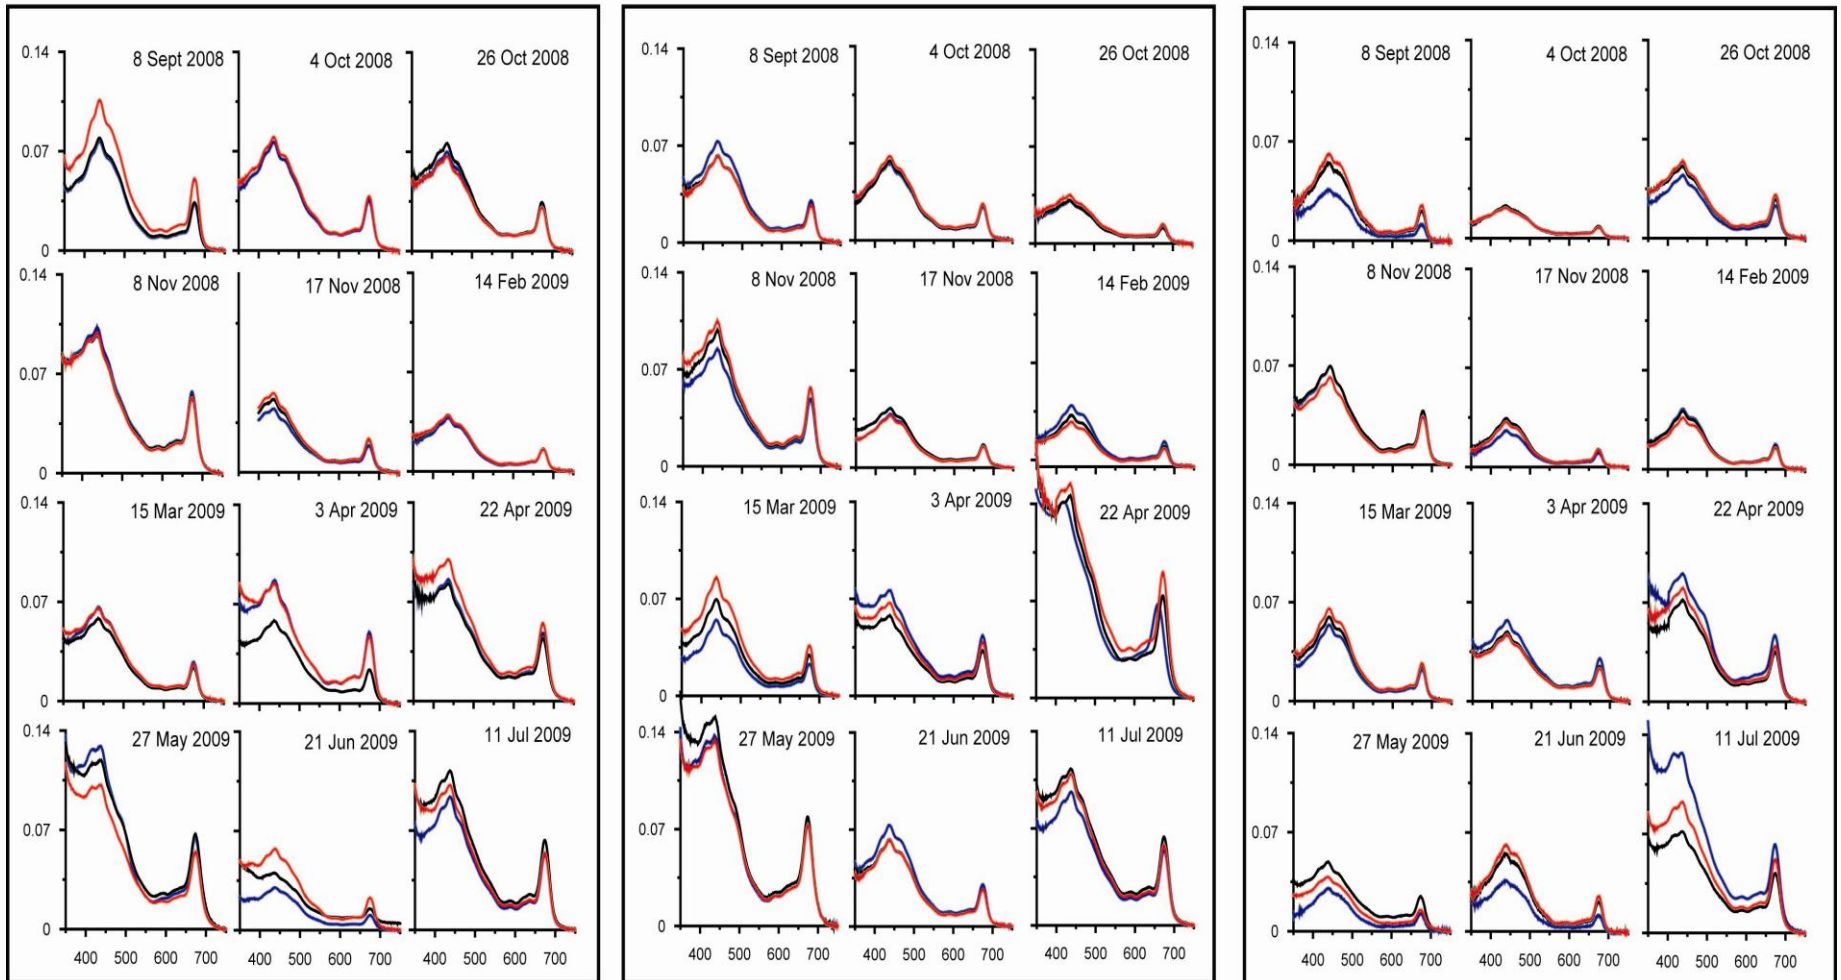 0.14 8 Sept 2008 4 Oct 2008 26 Oct 2008
0.07
0
0.14 8 Nov 2008 17 Nov 2008 14 Feb 2009
0.07
0
0.14 15 Mar 2009 3 Apr 2009 22 Apr 2009
0.07
0
0.14 27 May 2009 21 Jun 2009 11 Jul 2009
0.07
0
400 500 600 700 400 500 600 700 400 500 600 700
0.14 8 Sept 2008 4 Oct 2008 26 Oct 2008
0.07
0
0.14 8 Nov 2008 17 Nov 2008 14 Feb 2009
0.07
0
0.14 15 Mar 2009 3 Apr 2009 22 Apr 2009
0.07
0
0.14 27 May 2009 21 Jun 2009 11 Jul 2009
0.07
0
400 500 600 700 400 500 600 700 400 500 600 700
0.14 8 Sept 2008 4 Oct 2008 26 Oct 2008
0.07
0
0.14 8 Nov 2008 17 Nov 2008 14 Feb 2009
0.07
0
0.14 15 Mar 2009 3 Apr 2009 22 Apr 2009
0.07
0
0.14 27 May 2009 21 Jun 2009 11 Jul 2009
0.07
0
400 500 600 700 400 500 600 700 400 500 600 700